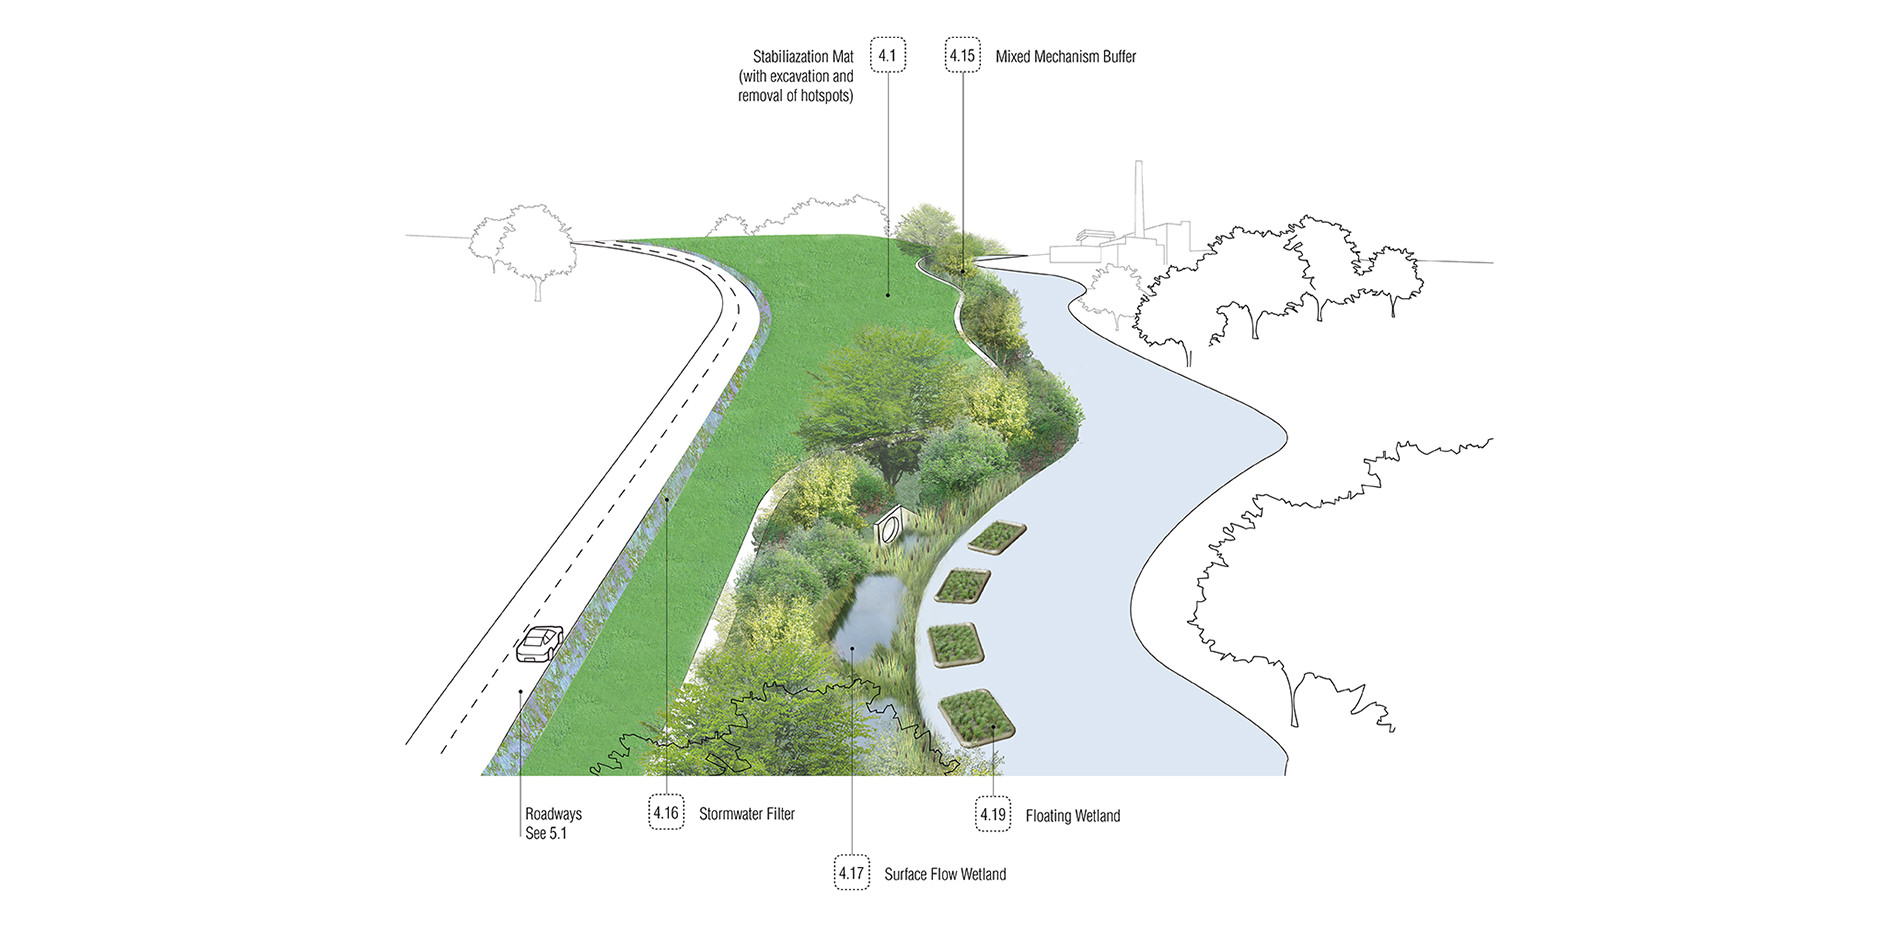 Stabiliazation Mat
(with excavation and
removal of hotspots)
4.1
4.15
Mixed Mechanism Buffer
Roadways
See 5.1
4.16
Stormwater Filter
4.19
Floating Wetland
4.17
Surface Flow Wetland